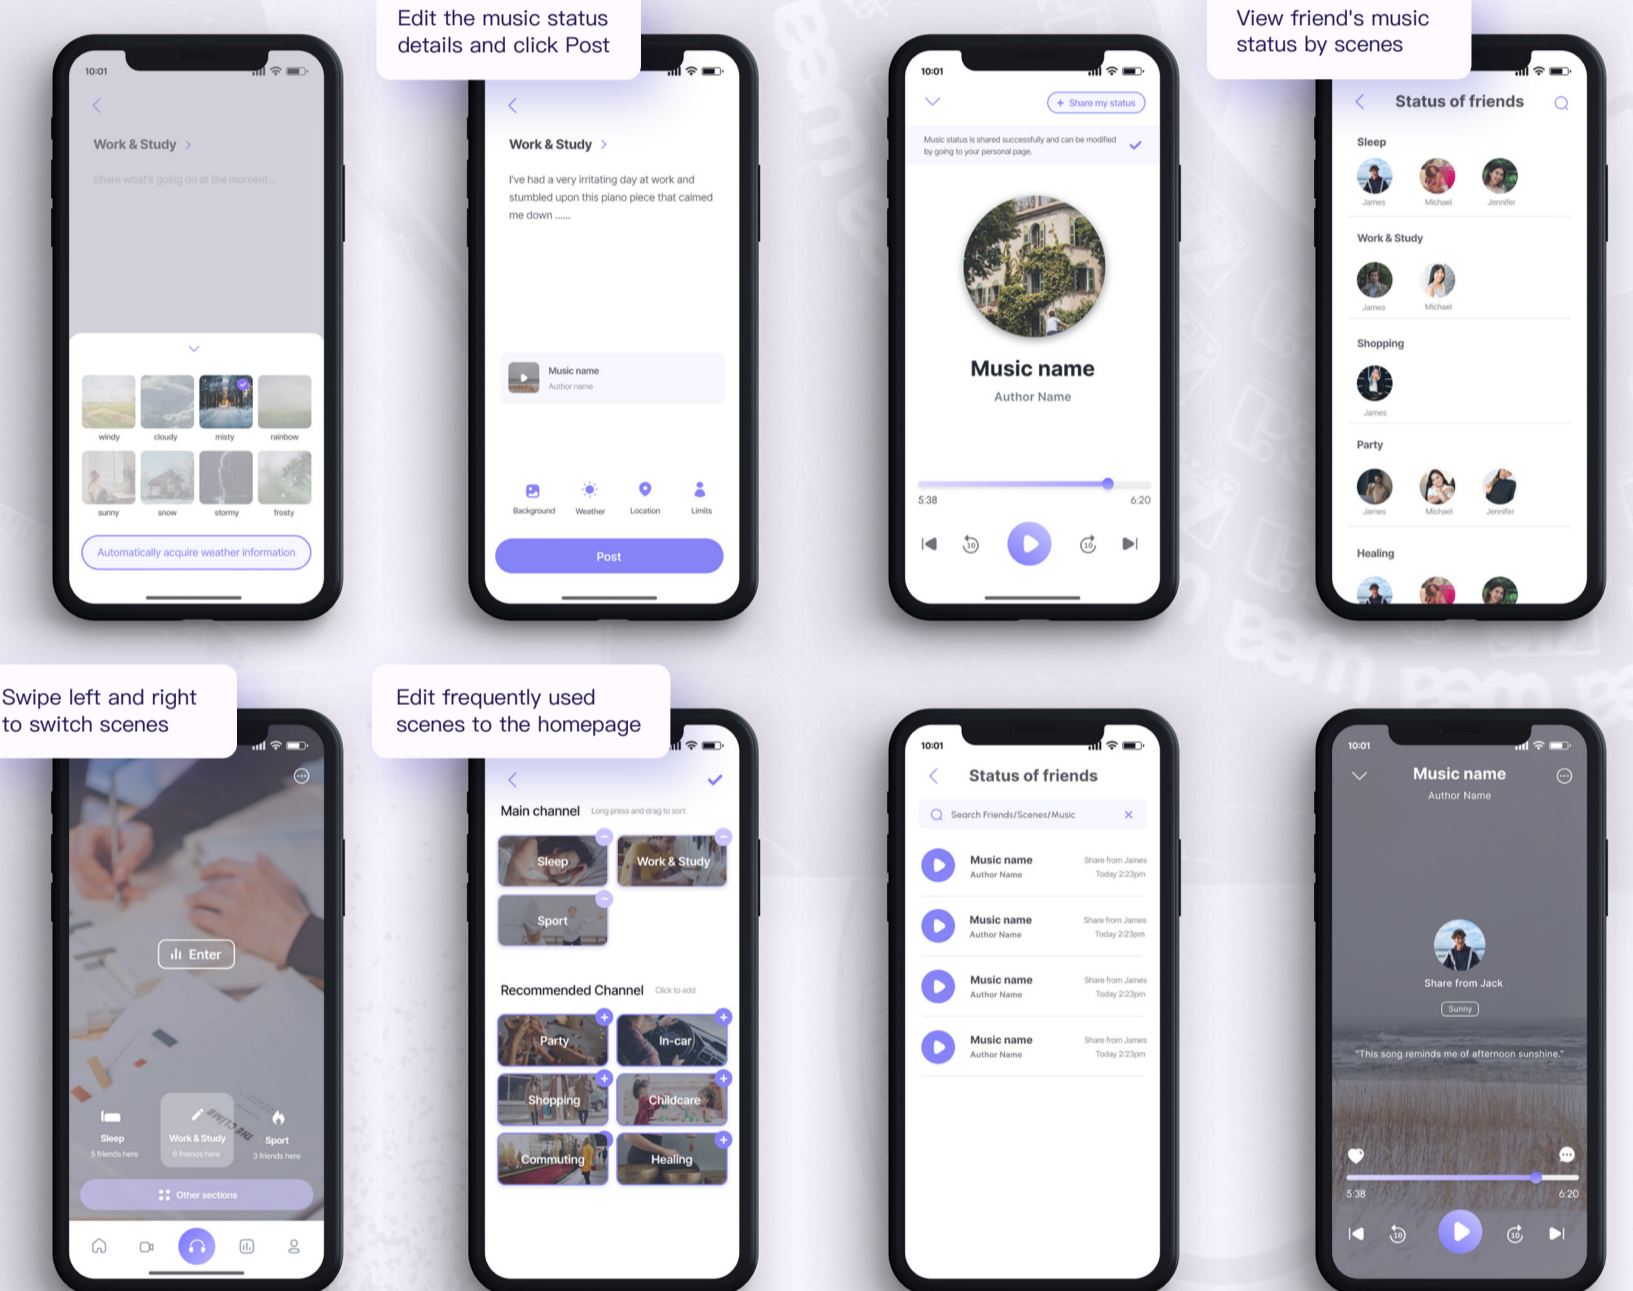 10:01
Work & Study >
Share what's going on at the moment...
windy
cloudy
misty
rainbow
sunny
snow
stormy
frosty
Automatically acquire weather information
Edit the music status
details and click Post
Work & Study >
I've had a very irritating day at work and
stumbled upon this piano piece that calmed
me down ......
Music name
Author name
Background
Weather
Location
Limits
Post
10:01
+ Share my status
Music status is shared successfully and can be modified
by going to your personal page.
Music name
Author Name
5:38
6:20
10
10
View friend's music
status by scenes
Status of friends
Sleep
James
Michael
Jennifer
Work & Study
James
Michael
Shopping
James
Party
James
Michael
Jennifer
Healing
Swipe left and right
to switch scenes
Enter
THE CLIMB
Sleep
5 friends here
Work & Study
6 friends here
Sport
3 friends here
Other sections
Edit frequently used
scenes to the homepage
Main channel
Long press and drag to sort
Sleep
Work & Study
Sport
Recommended Channel
Click to add
Party
In-car
Shopping
Childcare
Commuting
Healing
10:01
Status of friends
Search Friends/Scenes/Music
Music name
Author Name
Share from James
Today 2:23pm
Music name
Author Name
Share from James
Today 2:23pm
Music name
Author Name
Share from James
Today 2:23pm
Music name
Author Name
Share from James
Today 2:23pm
10:01
Music name
Author Name
Share from Jack
Sunny
"This song reminds me of afternoon sunshine."
5:38
6:20
10
10